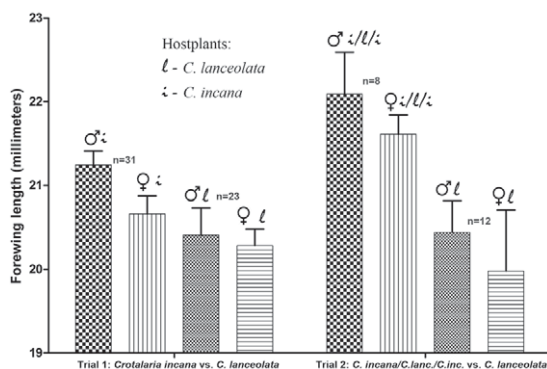 Forewing length (millimeters)
23
22
21
20
19
Hostplants:
ℓ - C. lanceolata
i - C. incana
♂i
n=31
♀i
♂ℓ
n=23
♀ℓ
♂i/l/i
n=8
♀i/l/i
♂ℓ
n=12
♀ℓ
Trial 1: Crotalaria incana vs. C. lanceolata
Trial 2: C. incana/C.lanc./C.inc. vs. C. lanceolata